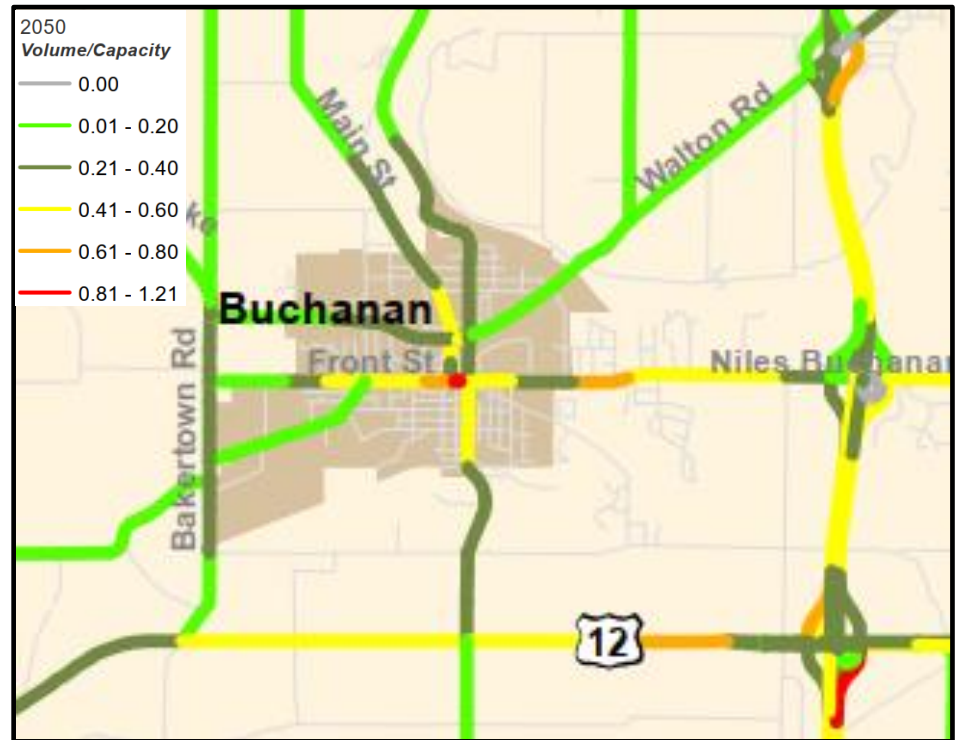 2050
Volume/Capacity
0.00
0.01 - 0.20
0.21 - 0.40
0.41 - 0.60
0.61 - 0.80
0.81 - 1.21
Main St
Walton Rd
ke
Buchanan
Front St
Niles Buchanan
Bakertown Rd
12